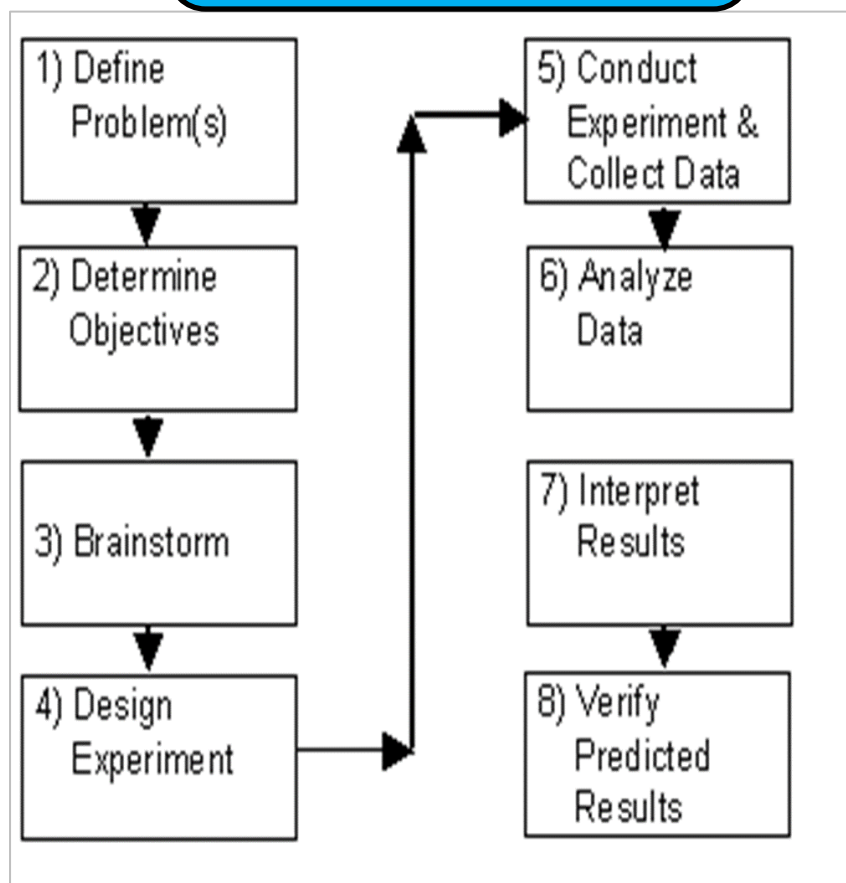 1) Define
Problem(s)
2) Determine
Objectives
3) Brainstorm
4) Design
Experiment
5) Conduct
Experiment &
Collect Data
6) Analyze
Data
7) Interpret
Results
8) Verify
Predicted
Results